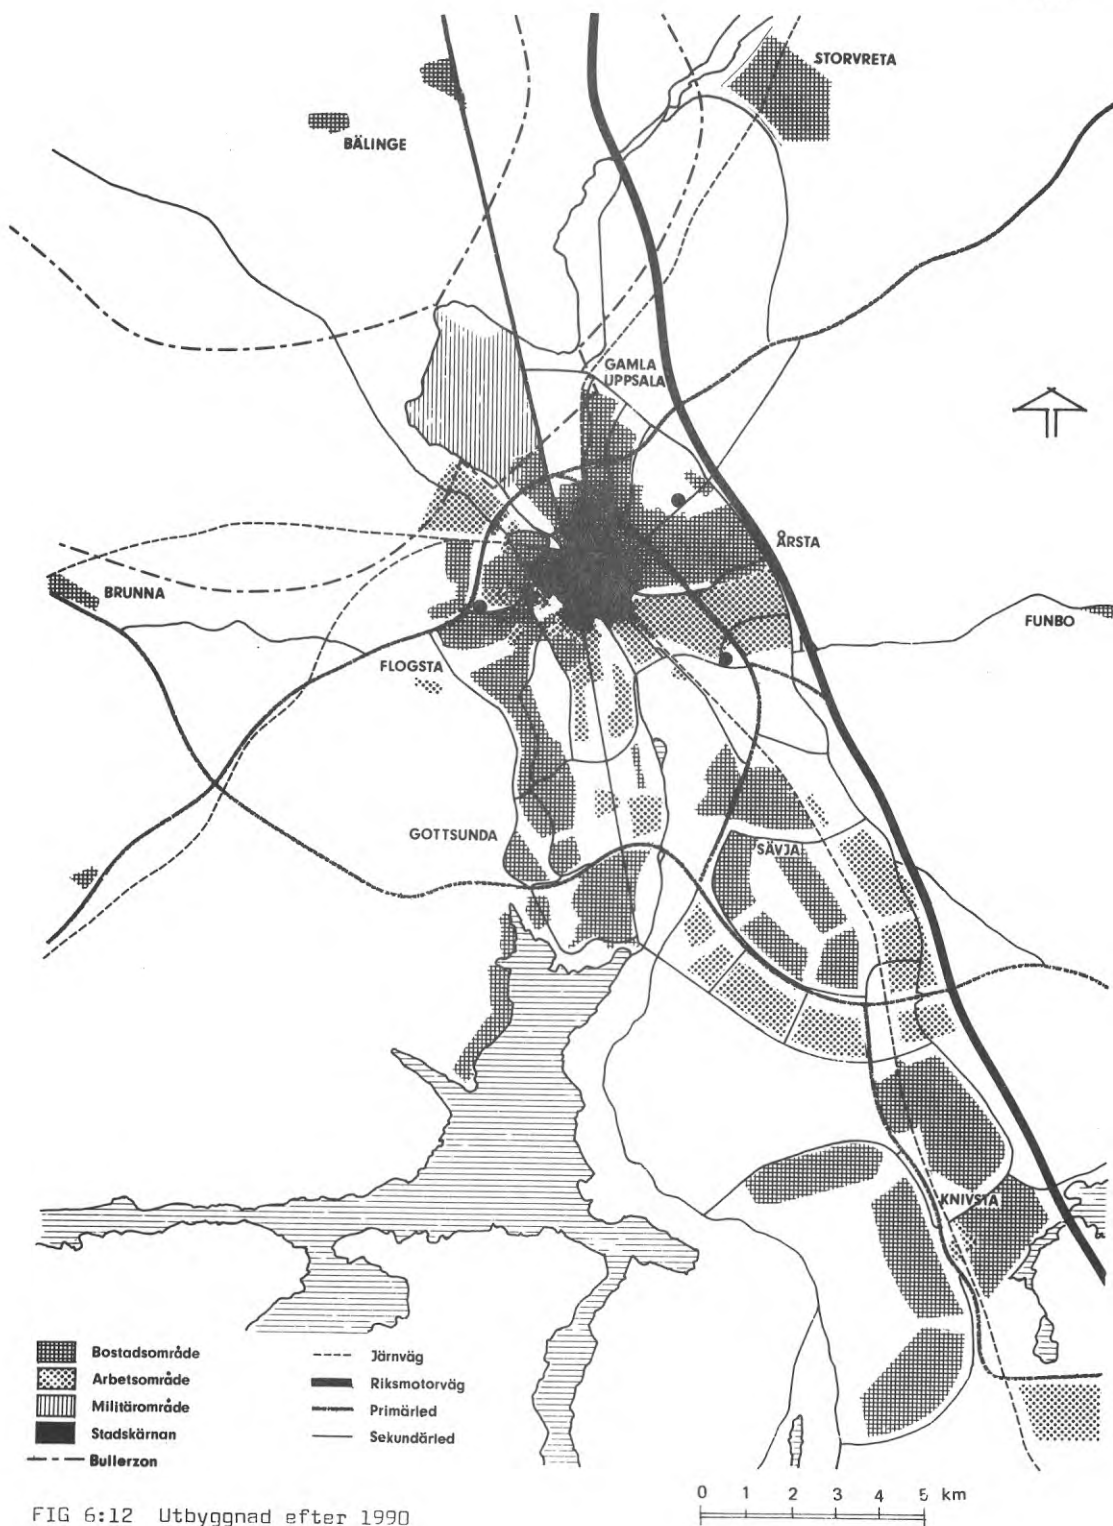 STORVRETA
BÄLINGE
GAMLA
UPPSALA
ÅRSTA
BRUNNA
FUNBO
FLOGSTA
GOTTSUNDA
SÄVJA
KNIVSTA
Bostadsområde
Arbetsområde
Militärområde
Stadskärnan
Bullerzon
Järnväg
Riksmotorväg
Primärled
Sekundärled
0 1 2 3 4 5 km
FIG 6:12 Utbyggnad efter 1990